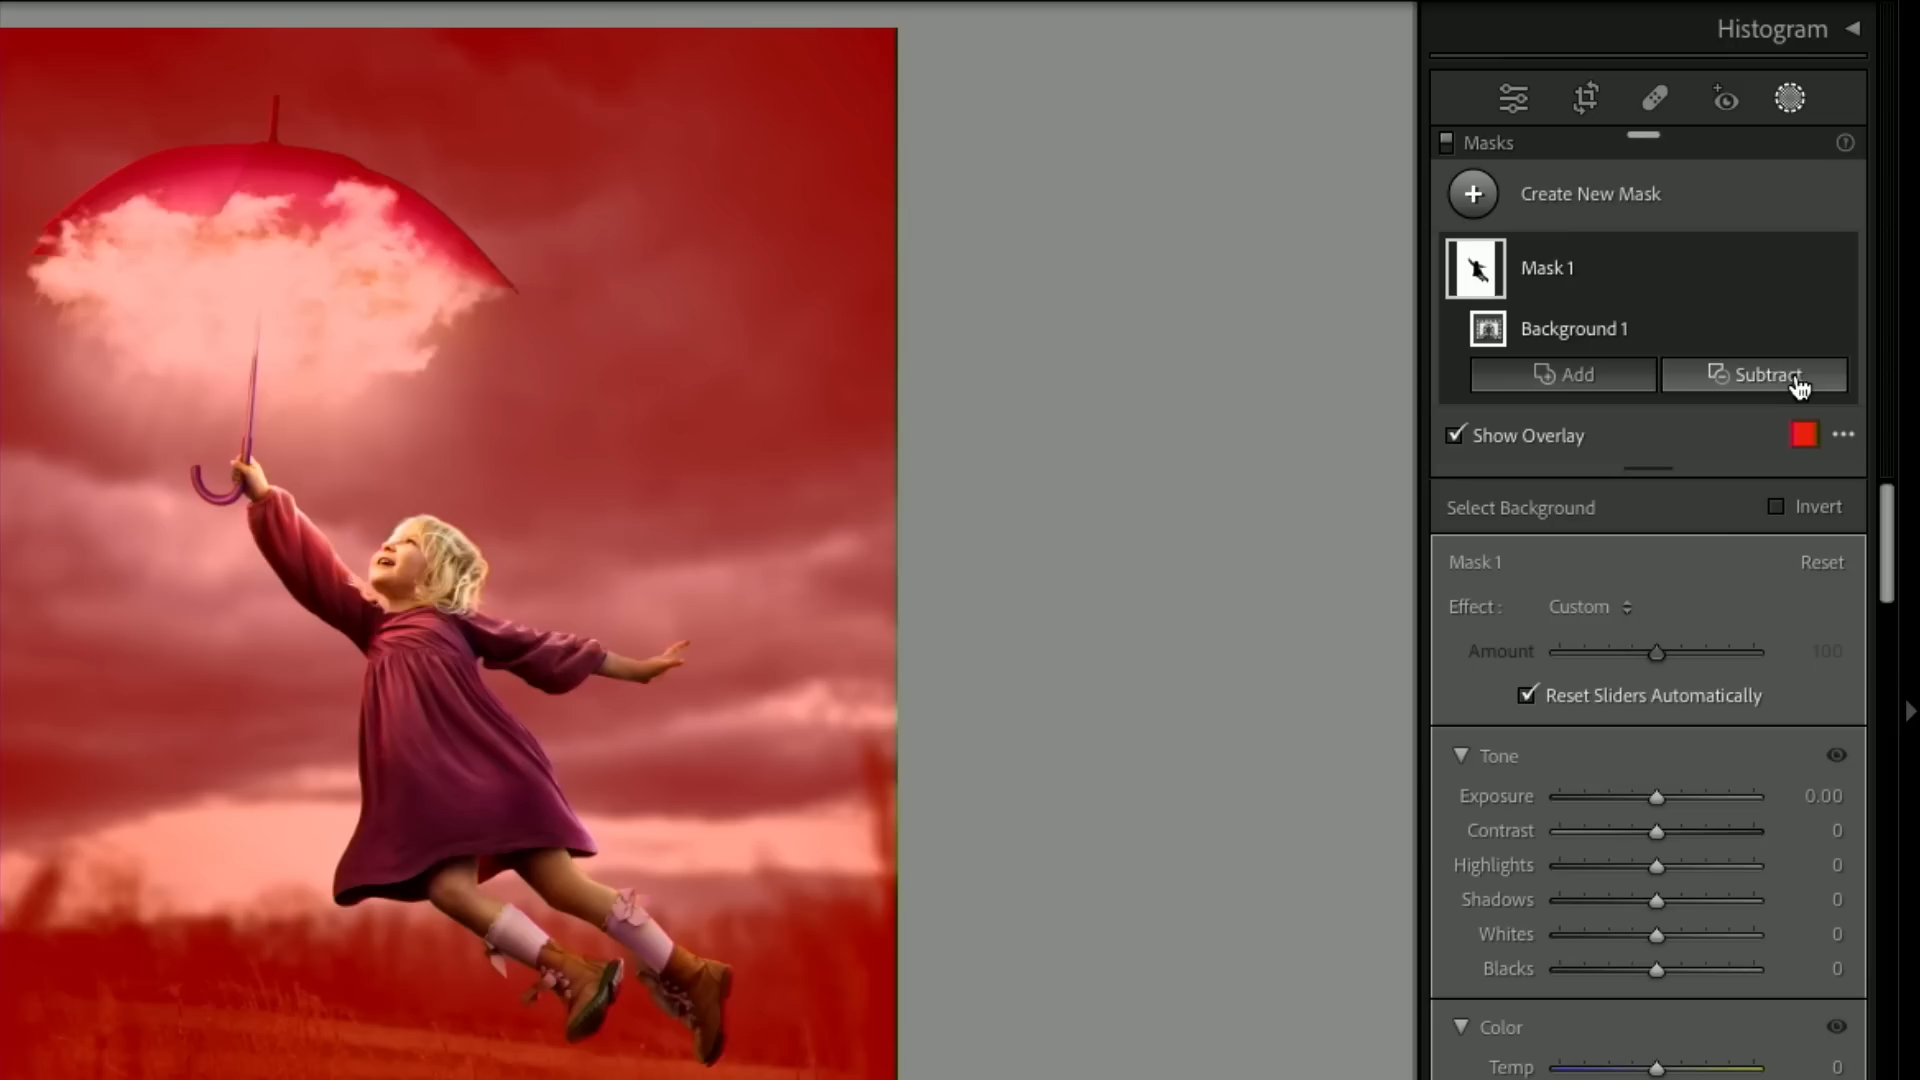 Histogram
Masks
Create New Mask
Mask 1
Background 1
Add Subtract
Show Overlay
Select Background Invert
Mask 1 Reset
Effect : Custom
Amount 100
Reset Sliders Automatically
Tone
Exposure 0.00
Contrast 0
Highlights 0
Shadows 0
Whites 0
Blacks 0
Color
Temp 0